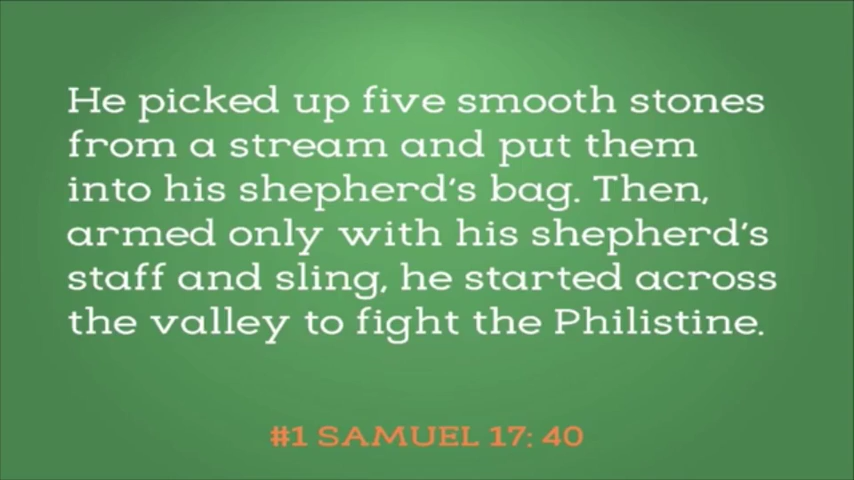 He picked up five smooth stones
from a stream and put them
into his shepherd's bag. Then,
armed only with his shepherd's
staff and sling, he started across
the valley to fight the Philistine.
#1 SAMUEL 17: 40